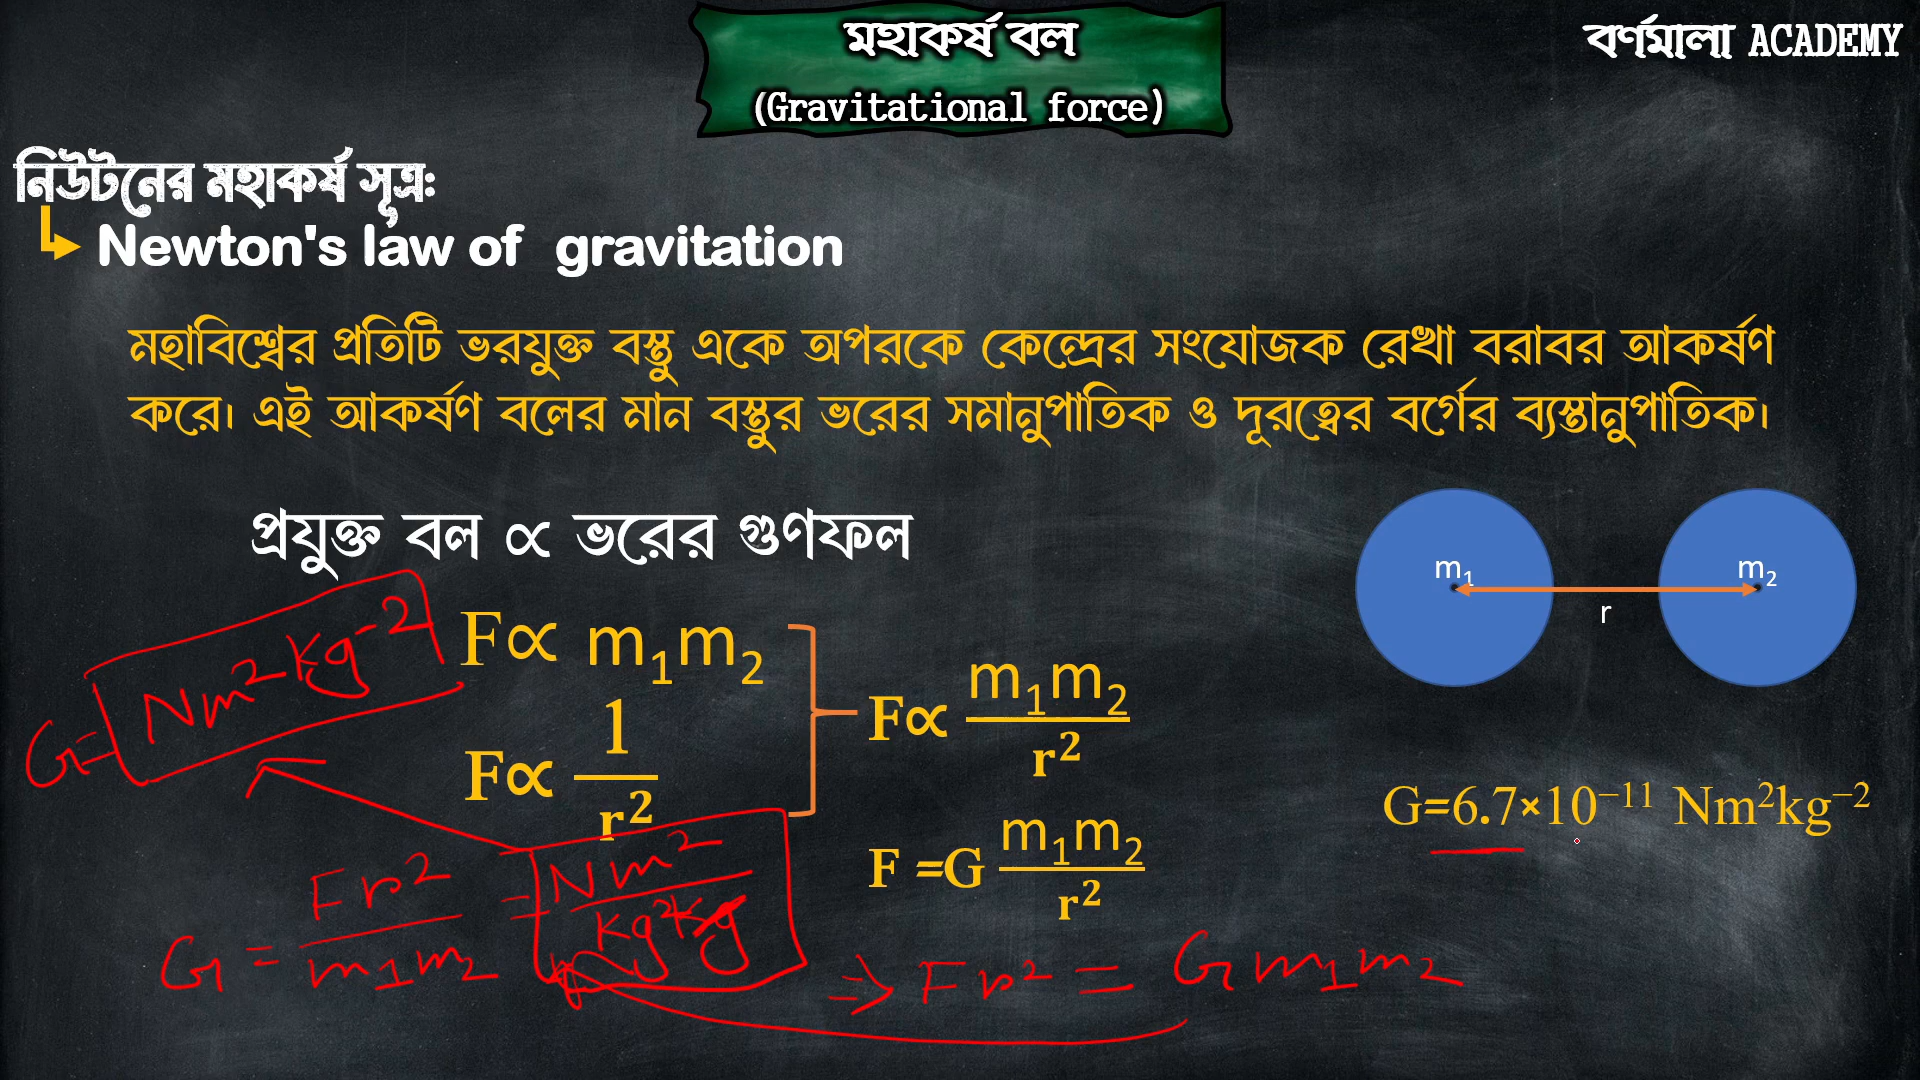 মহাকর্ষ বল
(Gravitational force)
বর্ণমালা ACADEMY
নিউটনের মহাকর্ষ সূত্রঃ
Newton's law of gravitation
মহাবিশ্বের প্রতিটি ভরযুক্ত বস্তু একে অপরকে কেন্দ্রের সংযোজক রেখা বরাবর আকর্ষণ
করে। এই আকর্ষণ বলের মান বস্তুর ভরের সমানুপাতিক ও দূরত্বের বর্গের ব্যস্তানুপাতিক।
প্রযুক্ত বল ∝ ভরের গুণফল
F∝ m₁m₂
F∝ 1/r²
F∝ m₁m₂/r²
F =G m₁m₂/r²
m₁ m₂
r
G=6.7×10⁻¹¹ Nm²kg⁻²
G= Nm²kg⁻²
G = Fr²/m₁m₂ = Nm²/kg²
⇒ Fr² = Gm₁m₂